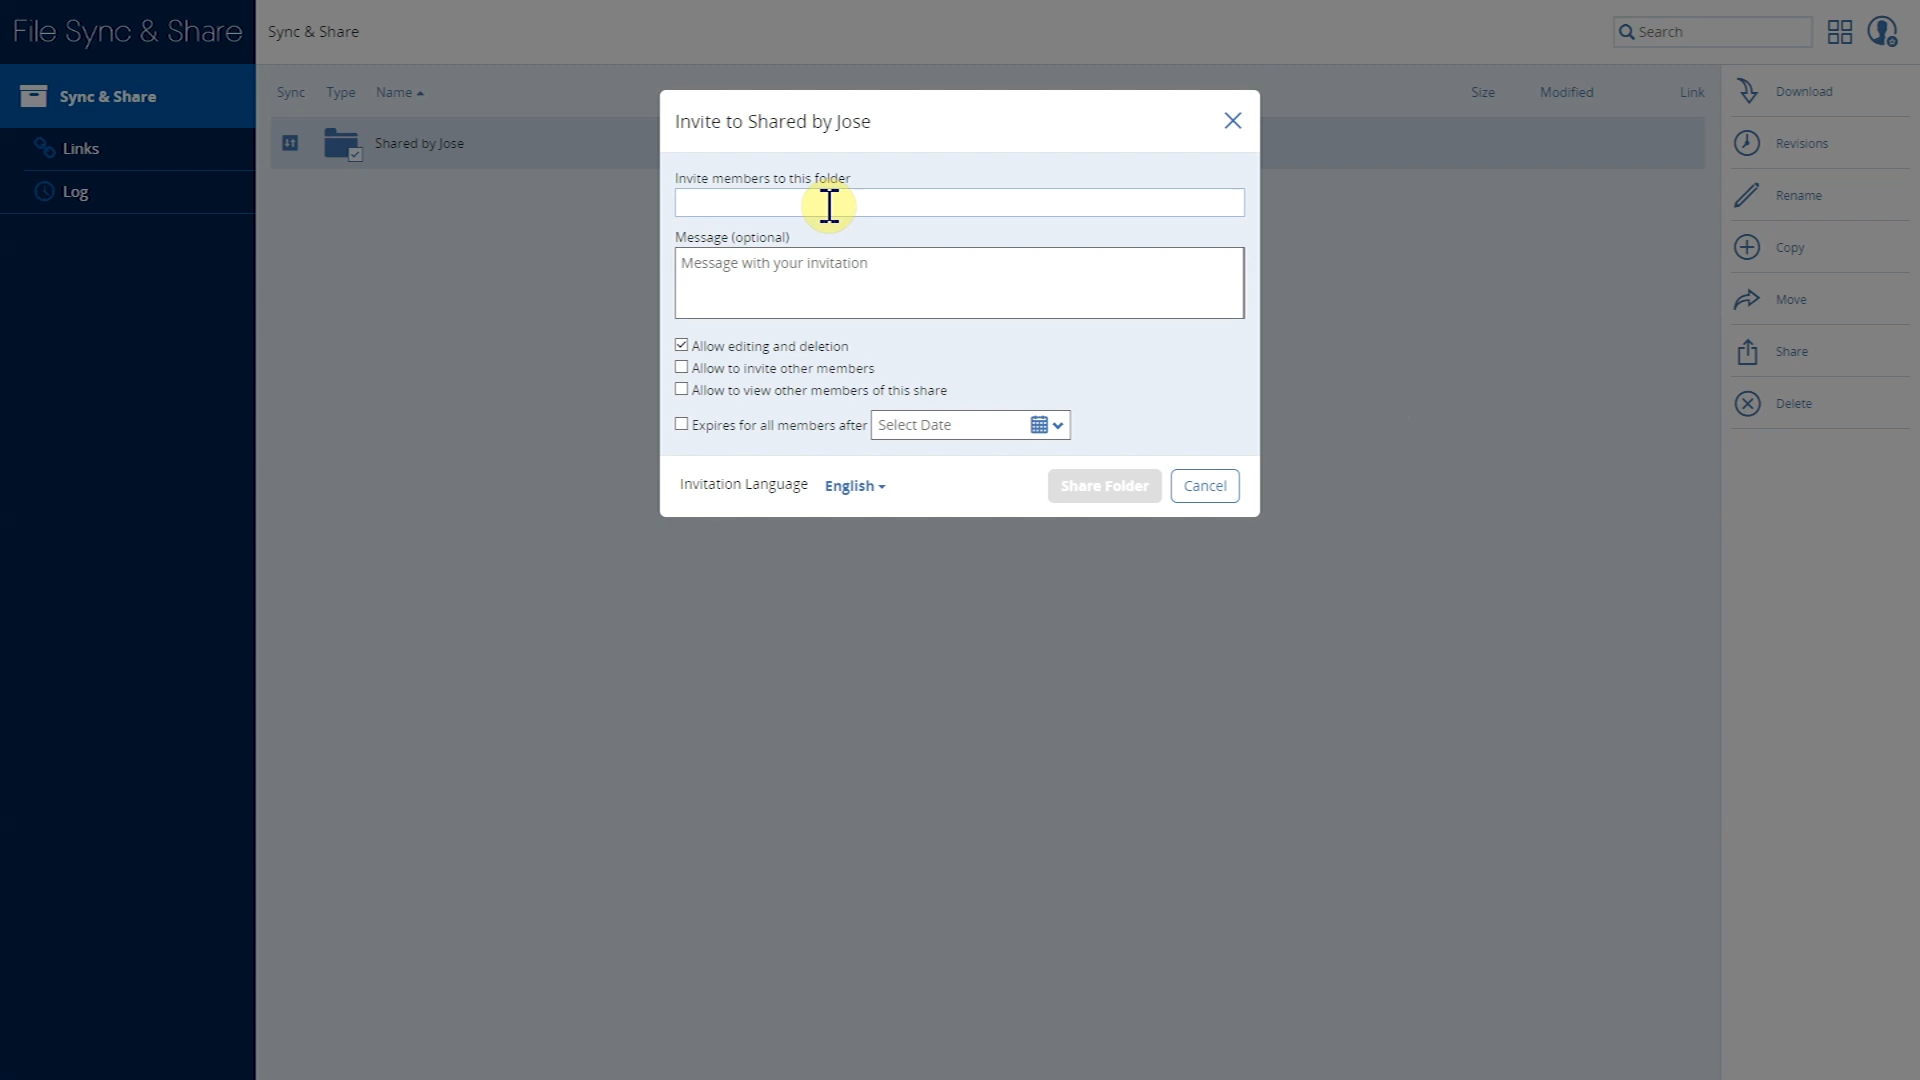 File Sync & Share
Sync & Share
Search
Sync & Share
Links
Log
Sync Type Name Size Modified Link
Shared by Jose
Invite to Shared by Jose
Invite members to this folder
Message (optional)
Message with your invitation
Allow editing and deletion
Allow to invite other members
Allow to view other members of this share
Expires for all members after Select Date
Invitation Language English Share Folder Cancel
Download
Revisions
Rename
Copy
Move
Share
Delete